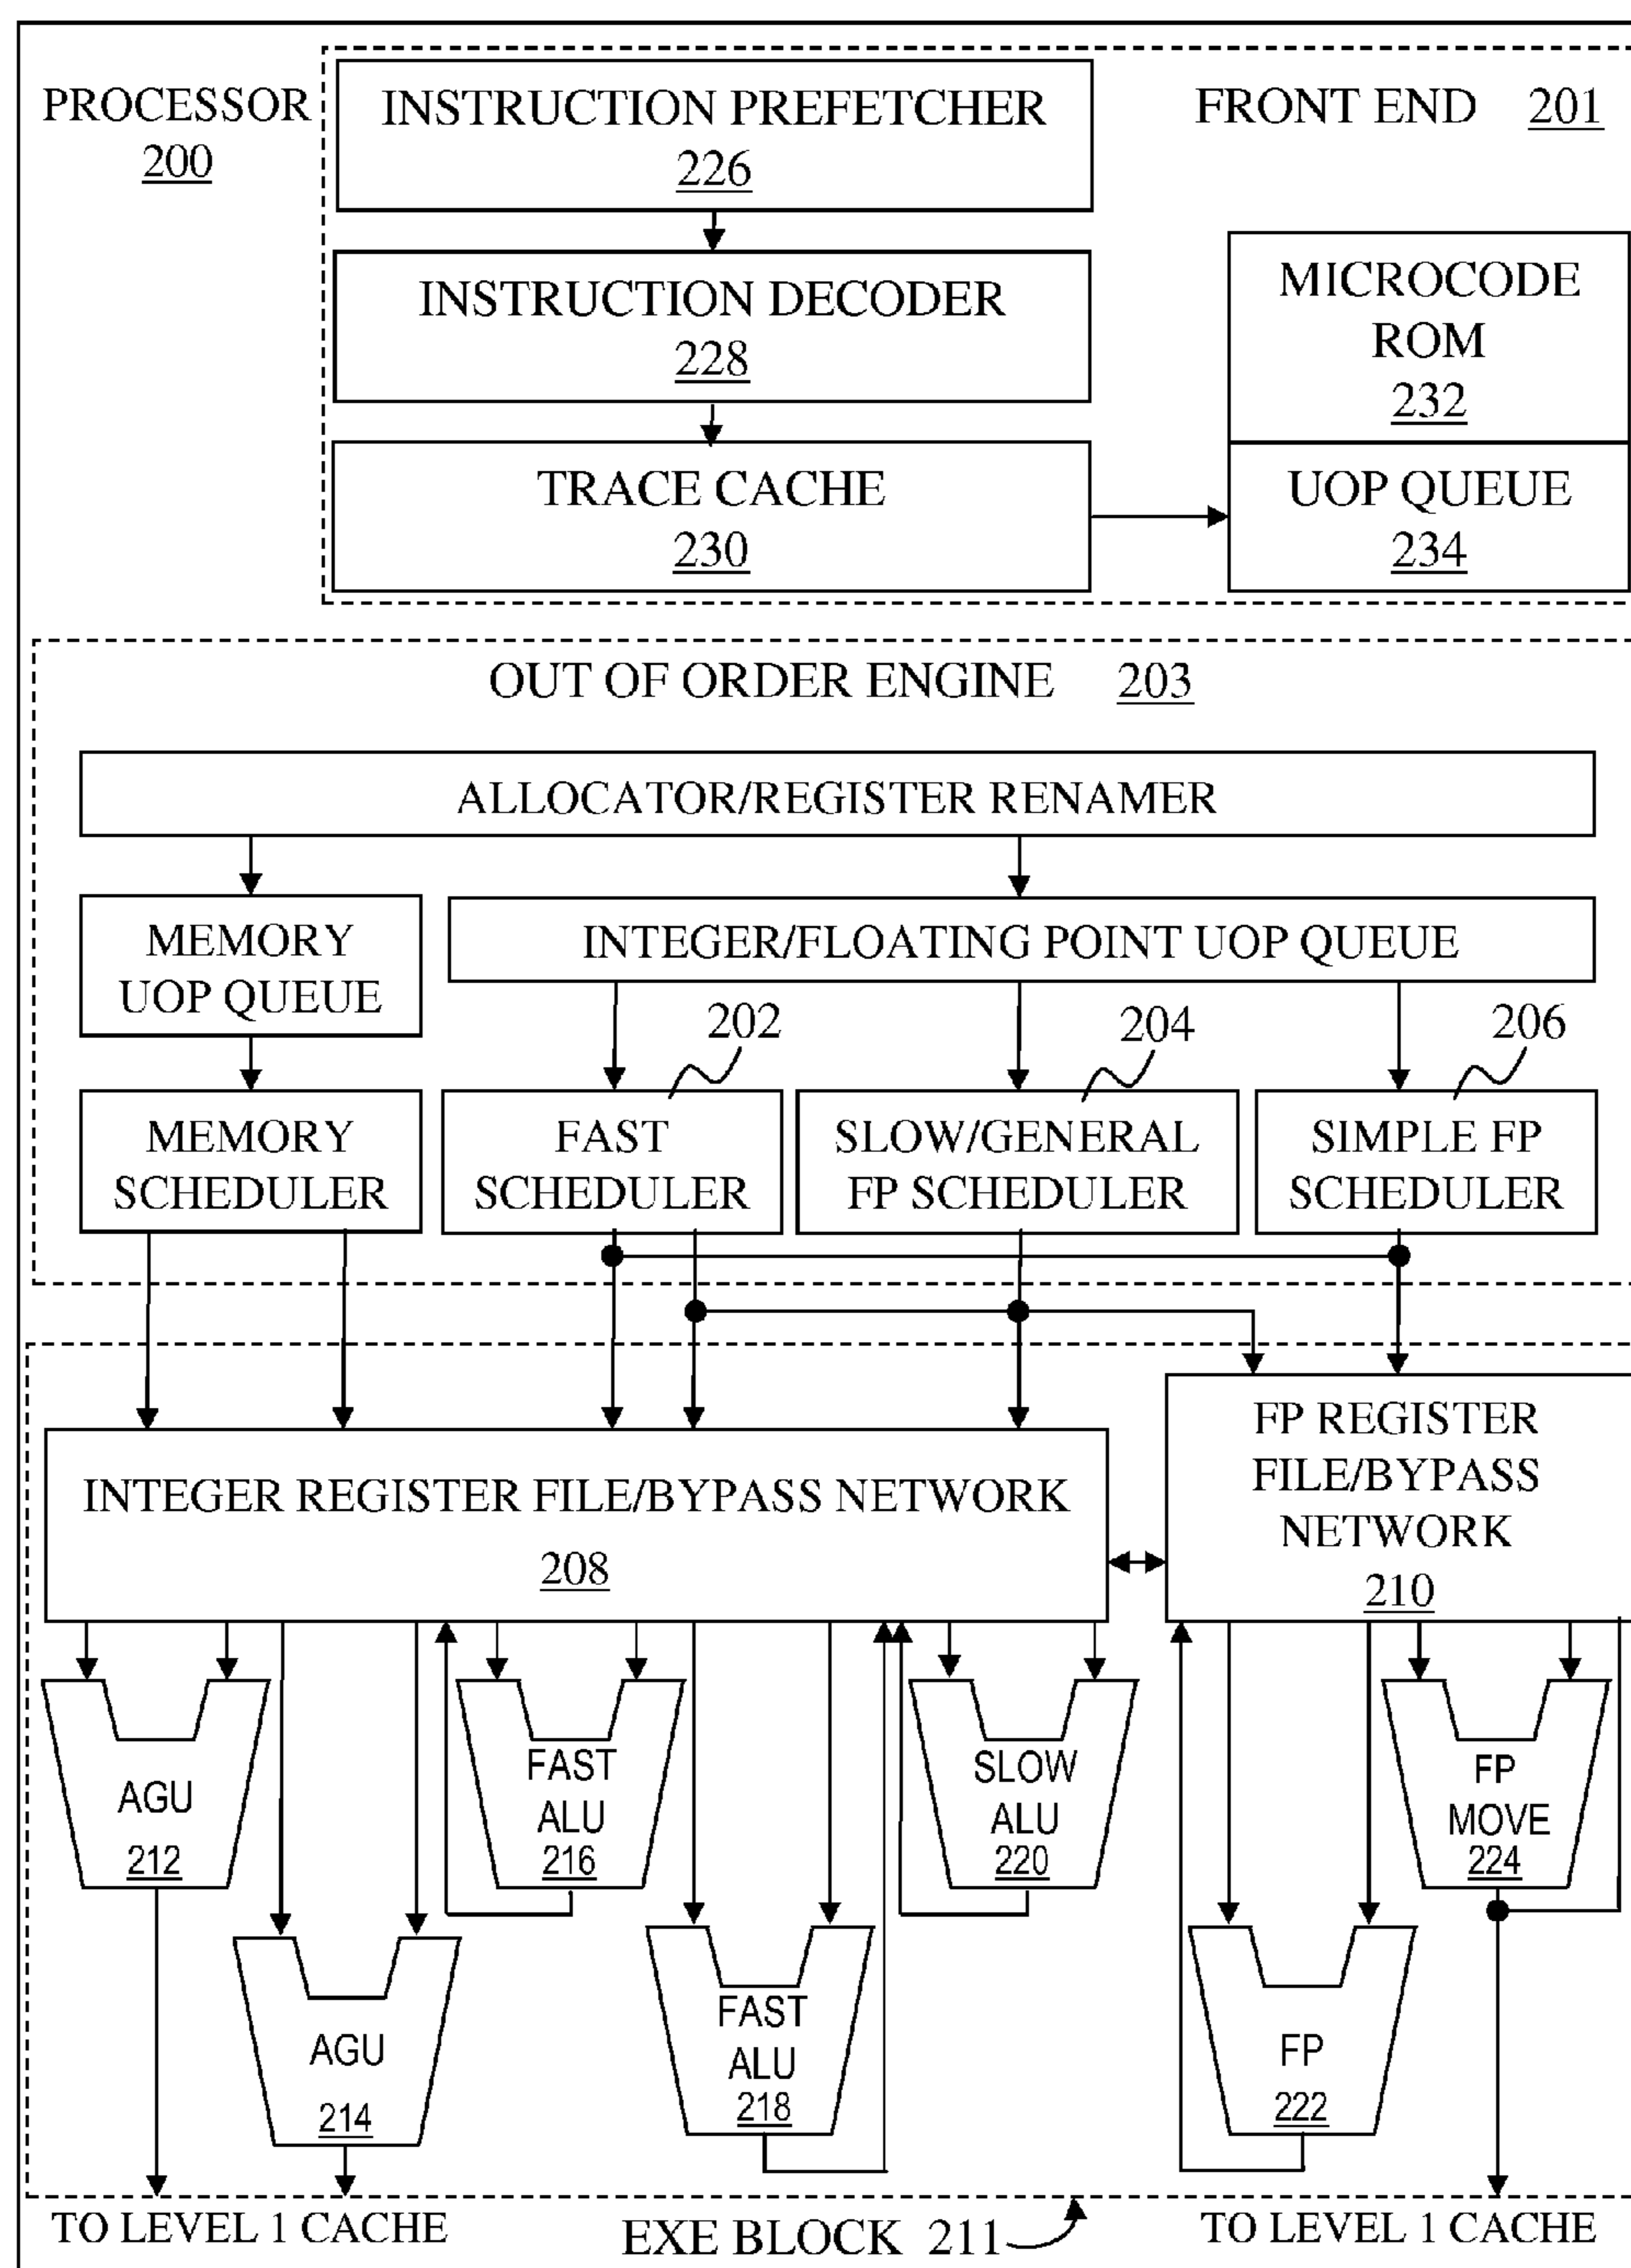 PROCESSOR
200
INSTRUCTION PREFETCHER
226
FRONT END 201
INSTRUCTION DECODER
228
MICROCODE
ROM
232
TRACE CACHE
230
UOP QUEUE
234
OUT OF ORDER ENGINE 203
ALLOCATOR/REGISTER RENAMER
MEMORY
UOP QUEUE
INTEGER/FLOATING POINT UOP QUEUE
202
204
206
MEMORY
SCHEDULER
FAST
SCHEDULER
SLOW/GENERAL
FP SCHEDULER
SIMPLE FP
SCHEDULER
INTEGER REGISTER FILE/BYPASS NETWORK
208
FP REGISTER
FILE/BYPASS
NETWORK
210
AGU
212
FAST
ALU
216
SLOW
ALU
220
FP
MOVE
224
AGU
214
FAST
ALU
218
FP
222
TO LEVEL 1 CACHE
EXE BLOCK 211
TO LEVEL 1 CACHE